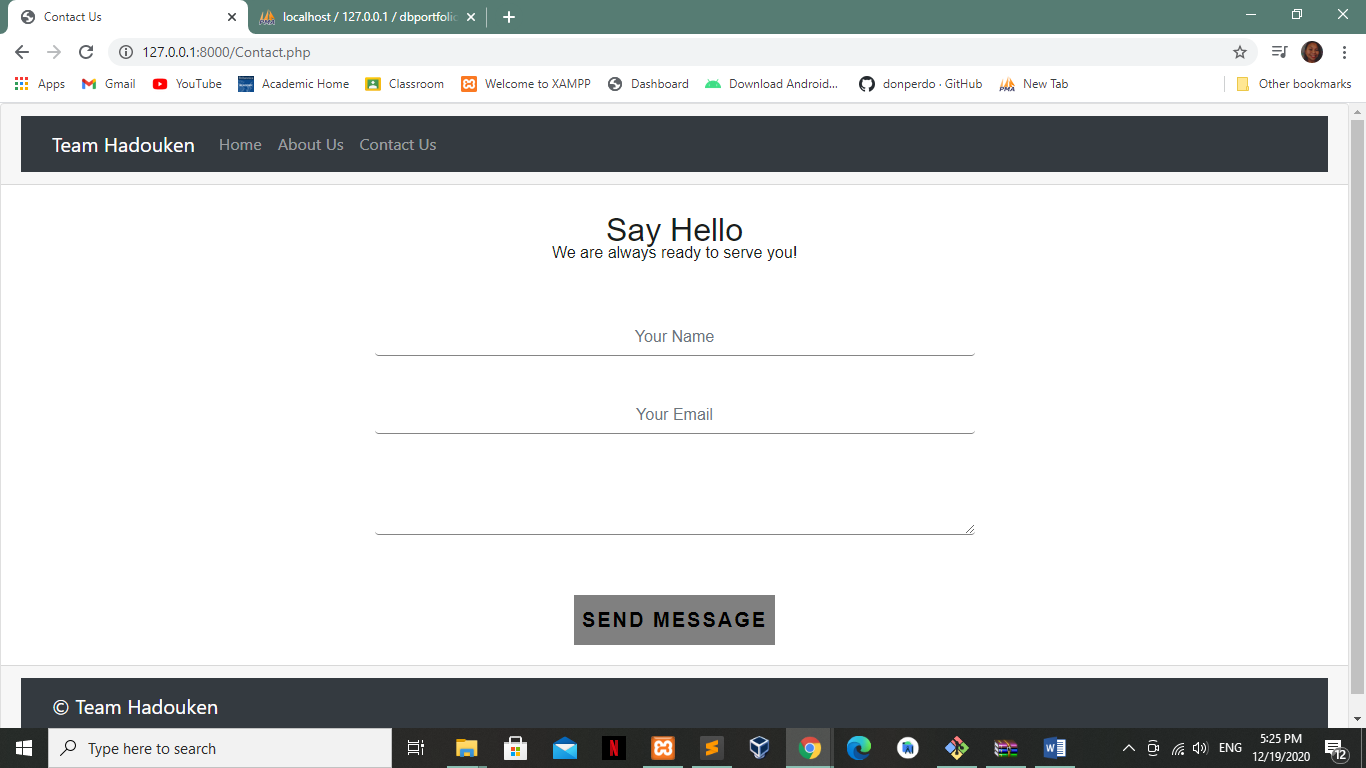 Contact Us
localhost / 127.0.0.1 / dbportfolio
127.0.0.1:8000/Contact.php
Apps Gmail YouTube Academic Home Classroom Welcome to XAMPP Dashboard Download Android... donperdo · GitHub New Tab Other bookmarks
Team Hadouken Home About Us Contact Us
Say Hello
We are always ready to serve you!
Your Name
Your Email
SEND MESSAGE
© Team Hadouken
Type here to search
ENG
5:25 PM
12/19/2020
12